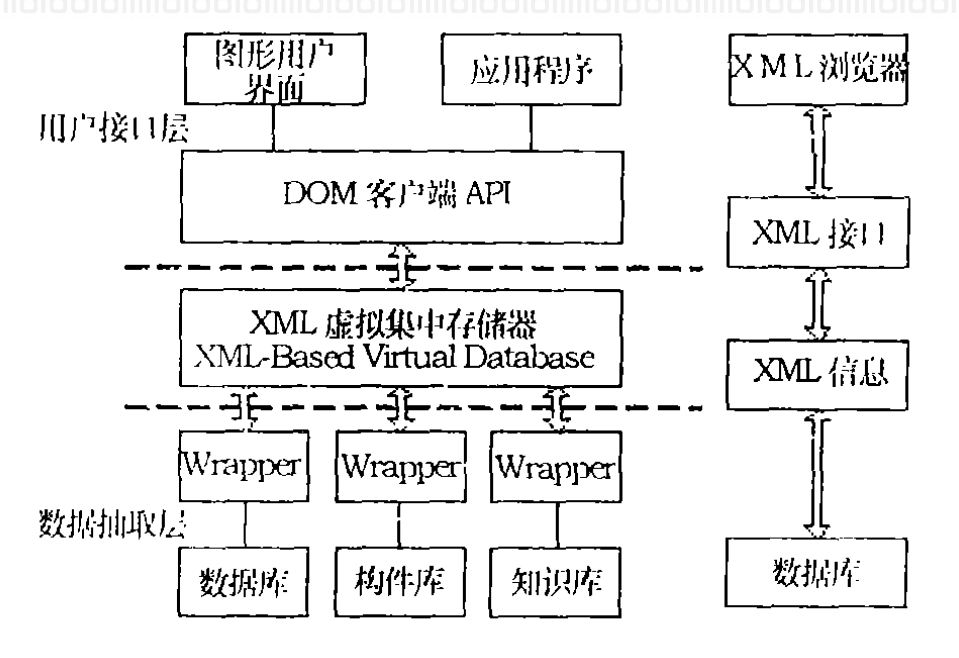 图形用户
界面
应用程序
XML浏览器
用户接口层
DOM 客户端 API
XML 接口
XML 虚拟集中存储器
XML-Based Virtual Database
XML 信息
Wrapper
Wrapper
Wrapper
数据抽取层
数据库
构件库
知识库
数据库